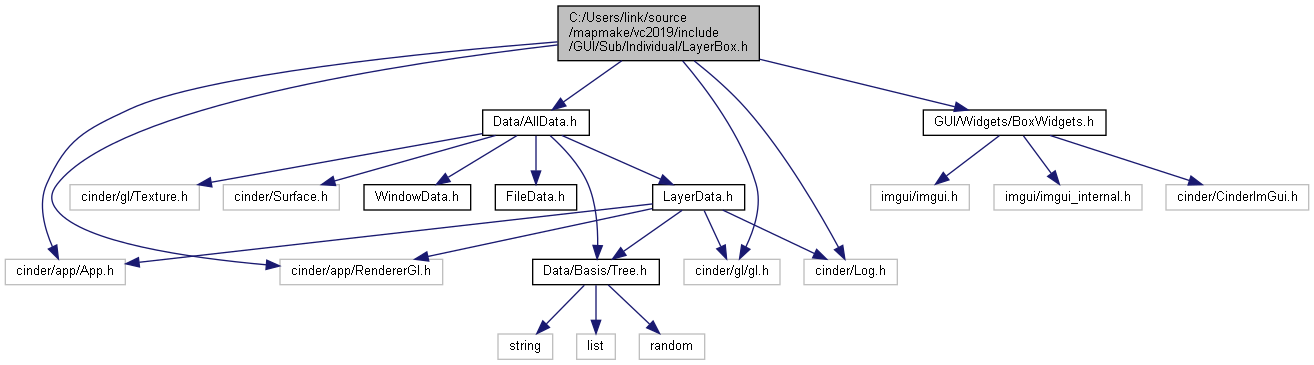 C:/Users/link/source
/mapmake/vc2019/include
/GUI/Sub/Individual/LayerBox.h
Data/AllData.h
GUI/Widgets/BoxWidgets.h
cinder/gl/Texture.h
cinder/Surface.h
WindowData.h
FileData.h
LayerData.h
imgui/imgui.h
imgui/imgui_internal.h
cinder/CinderImGui.h
cinder/app/App.h
cinder/app/RendererGl.h
Data/Basis/Tree.h
cinder/gl/gl.h
cinder/Log.h
string
list
random